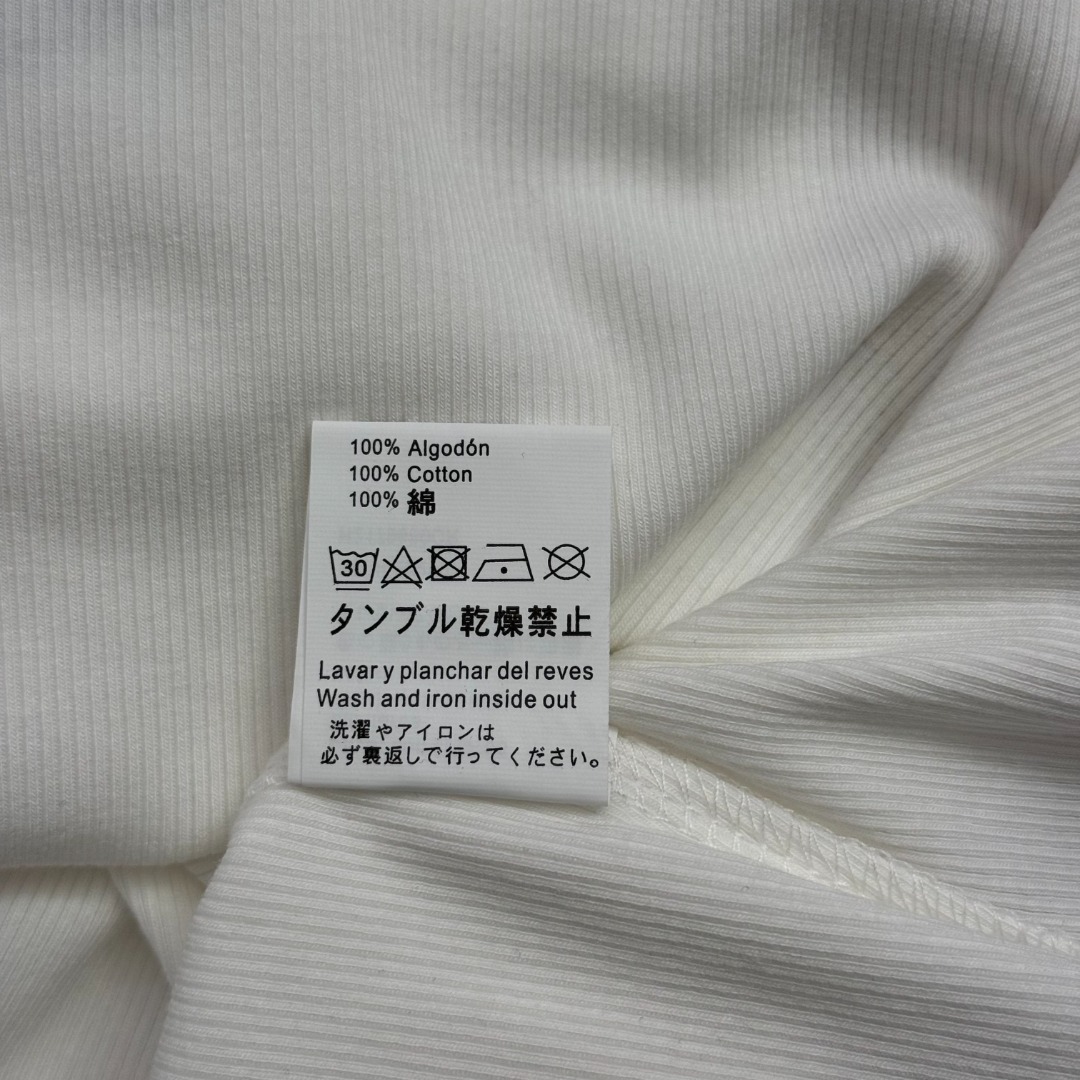 100% Algodón
100% Cotton
100% 綿
30
タンブル乾燥禁止
Lavar y planchar del reves
Wash and iron inside out
洗濯やアイロンは
必ず裏返しで行ってください。